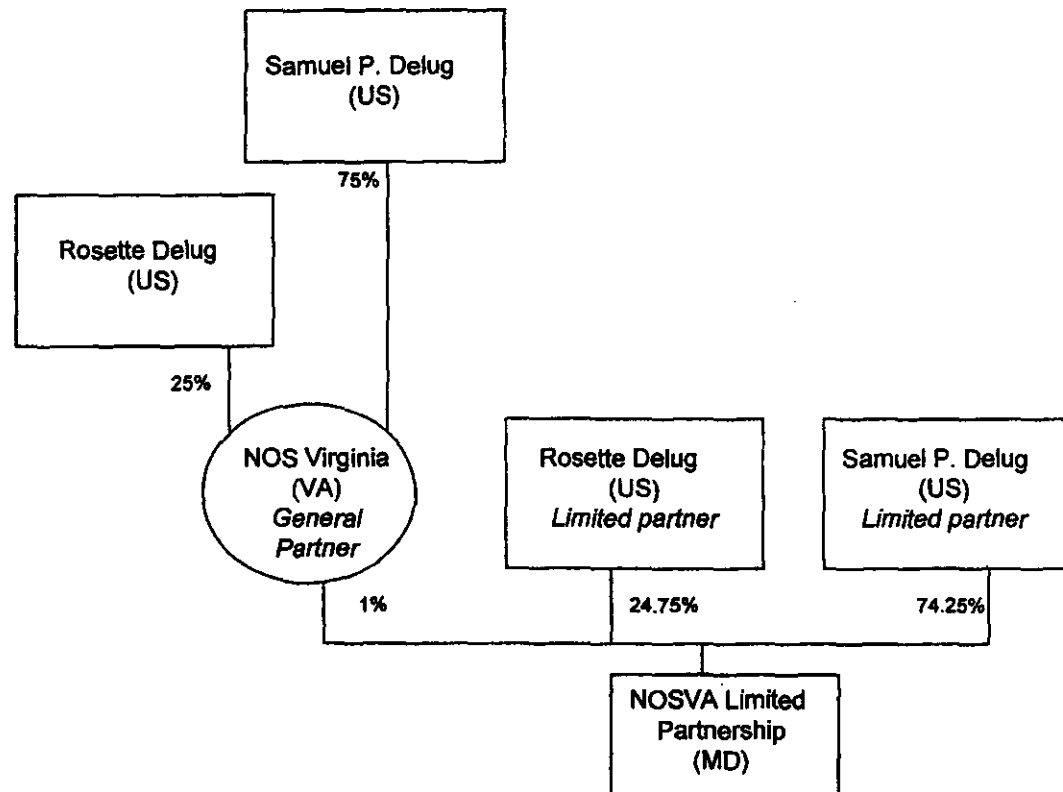 Samuel P. Delug
(US)
75%
Rosette Delug
(US)
25%
NOS Virginia
(VA)
General
Partner
1%
Rosette Delug
(US)
Limited partner
24.75%
Samuel P. Delug
(US)
Limited partner
74.25%
NOSVA Limited
Partnership
(MD)